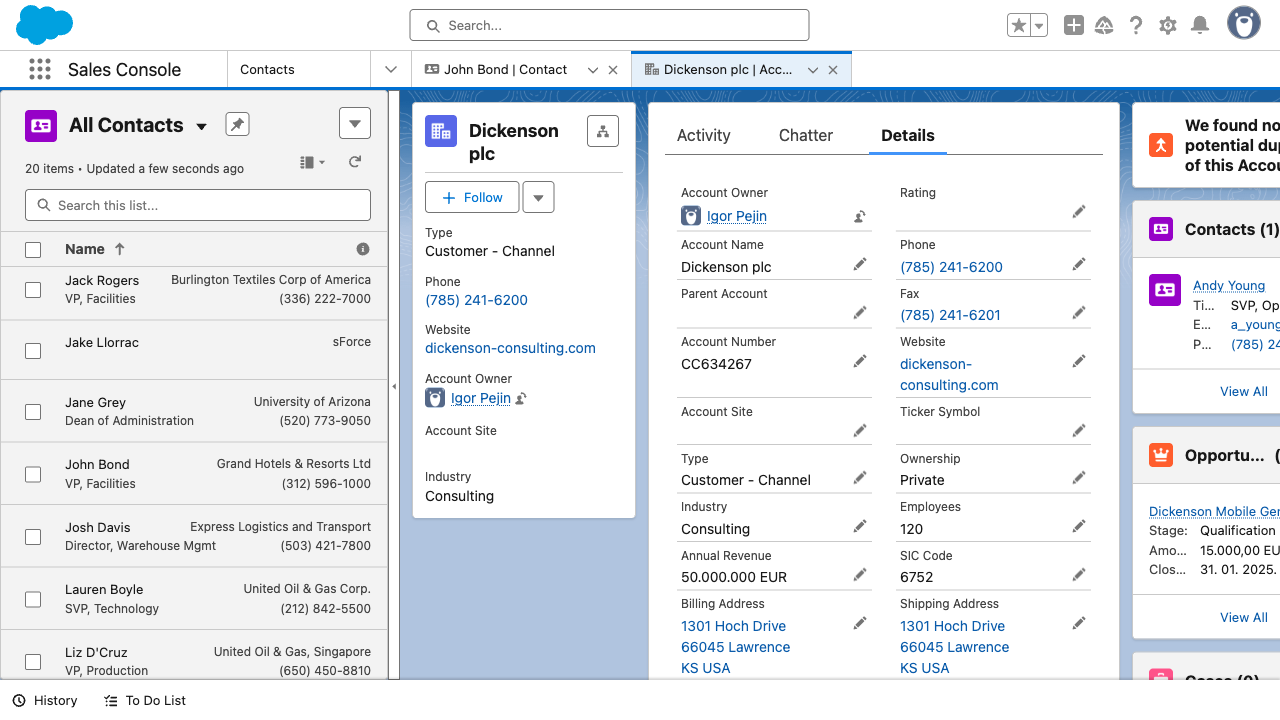 Search...
Sales Console
Contacts
John Bond | Contact
Dickenson plc | Acc...
All Contacts
20 items • Updated a few seconds ago
Search this list...
Name
Jack Rogers
Burlington Textiles Corp of America
VP, Facilities
(336) 222-7000
Jake Llorrac
sForce
Jane Grey
University of Arizona
Dean of Administration
(520) 773-9050
John Bond
Grand Hotels & Resorts Ltd
VP, Facilities
(312) 596-1000
Josh Davis
Express Logistics and Transport
Director, Warehouse Mgmt
(503) 421-7800
Lauren Boyle
United Oil & Gas Corp.
SVP, Technology
(212) 842-5500
Liz D'Cruz
United Oil & Gas, Singapore
VP, Production
(650) 450-8810
Dickenson
plc
Follow
Type
Customer - Channel
Phone
(785) 241-6200
Website
dickenson-consulting.com
Account Owner
Igor Pejin
Account Site
Industry
Consulting
Activity
Chatter
Details
Account Owner
Igor Pejin
Rating
Account Name
Dickenson plc
Phone
(785) 241-6200
Parent Account
Fax
(785) 241-6201
Account Number
CC634267
Website
dickenson-
consulting.com
Account Site
Ticker Symbol
Type
Customer - Channel
Ownership
Private
Industry
Consulting
Employees
120
Annual Revenue
50.000.000 EUR
SIC Code
6752
Billing Address
1301 Hoch Drive
66045 Lawrence
KS USA
Shipping Address
1301 Hoch Drive
66045 Lawrence
KS USA
We found no
potential dup
of this Accou
Contacts (1)
Andy Young
Ti... SVP, Op
E... a_young
P... (785) 24
View All
Opportu... (
Dickenson Mobile Gen
Stage: Qualification
Amo... 15.000,00 EU
Clos... 31. 01. 2025.
View All
Cases (0)
History
To Do List